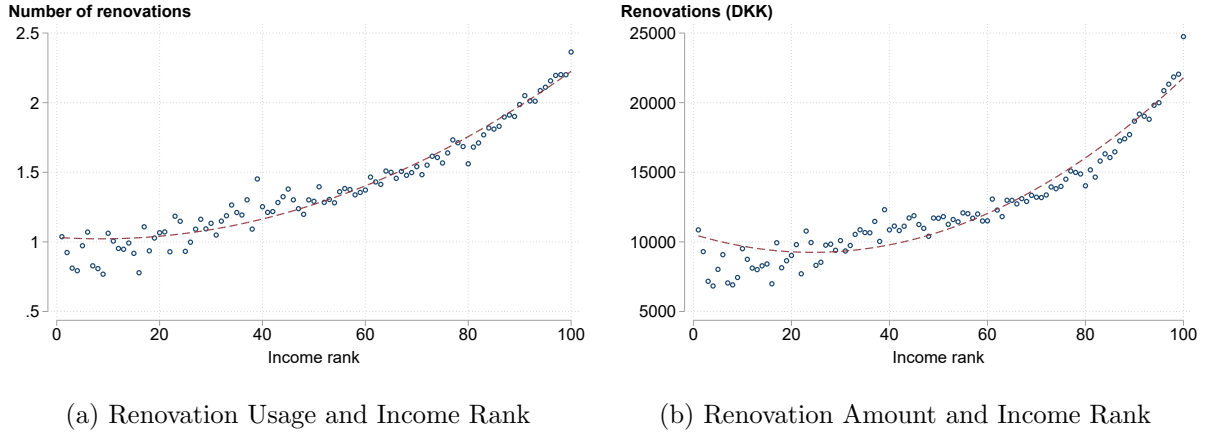 Number of renovations
2.5
2
1.5
1
.5
0 20 40 60 80 100
Income rank
(a) Renovation Usage and Income Rank
Renovations (DKK)
25000
20000
15000
10000
5000
0 20 40 60 80 100
Income rank
(b) Renovation Amount and Income Rank